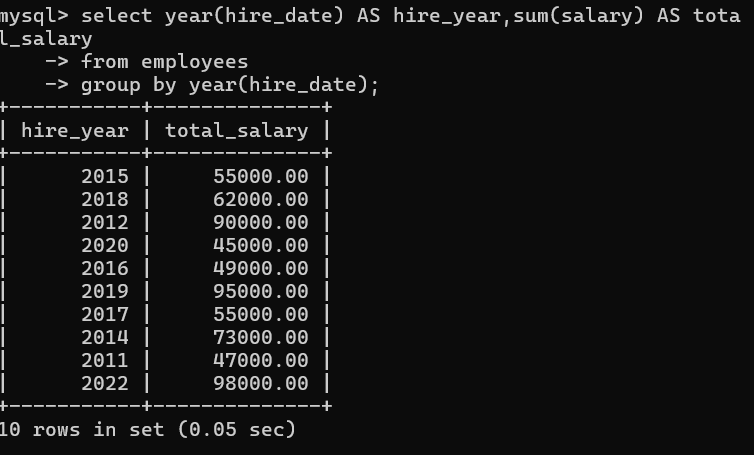 mysql> select year(hire_date) AS hire_year,sum(salary) AS tota
l_salary
    -> from employees
    -> group by year(hire_date);
+-----------+--------------+
| hire_year | total_salary |
+-----------+--------------+
|      2015 |     55000.00 |
|      2018 |     62000.00 |
|      2012 |     90000.00 |
|      2020 |     45000.00 |
|      2016 |     49000.00 |
|      2019 |     95000.00 |
|      2017 |     55000.00 |
|      2014 |     73000.00 |
|      2011 |     47000.00 |
|      2022 |     98000.00 |
+-----------+--------------+
10 rows in set (0.05 sec)